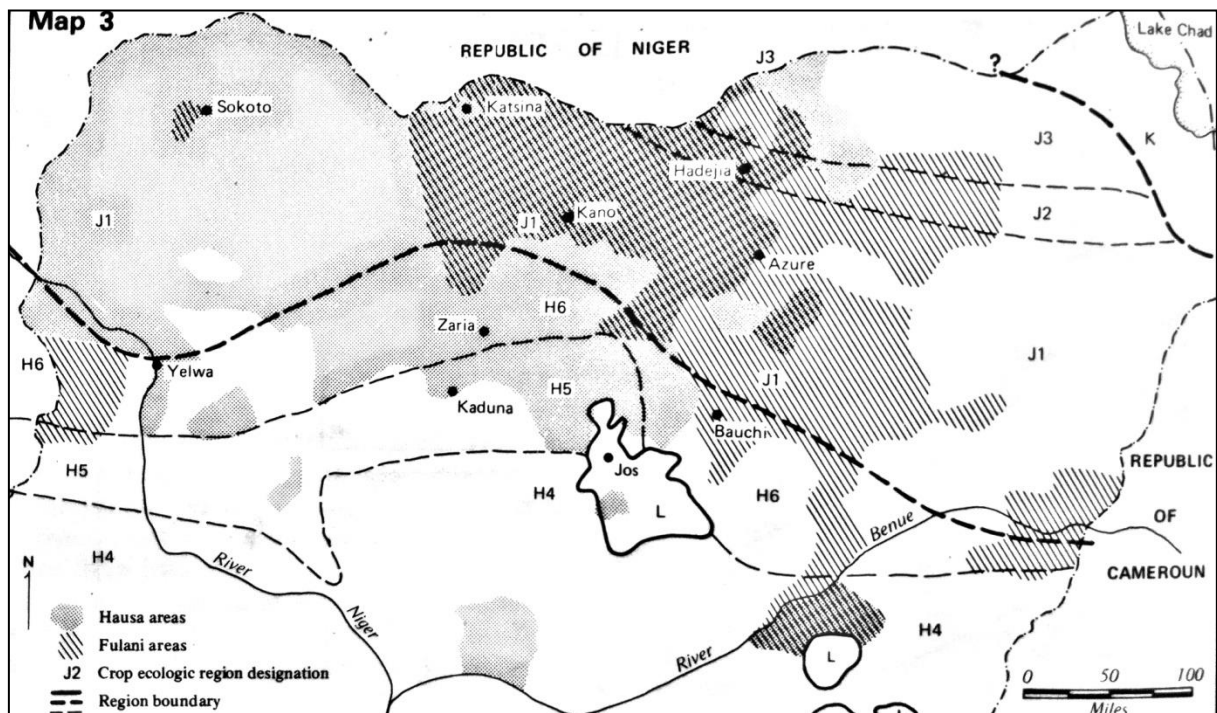 Map 3
REPUBLIC OF NIGER
Lake Chad
J3
?
Sokoto
Katsina
J3
K
Hadejia
J1
J1
Kano
J2
Azure
H6
Zaria
H6
Yelwa
J1
J1
H5
Kaduna
Bauchi
REPUBLIC
H5
Jos
H4
L
H6
OF
Benue
H4
River
CAMEROUN
N
Niger
Hausa areas
H4
Fulani areas
River
L
J2 Crop ecologic region designation
0 50 100
Region boundary
Miles